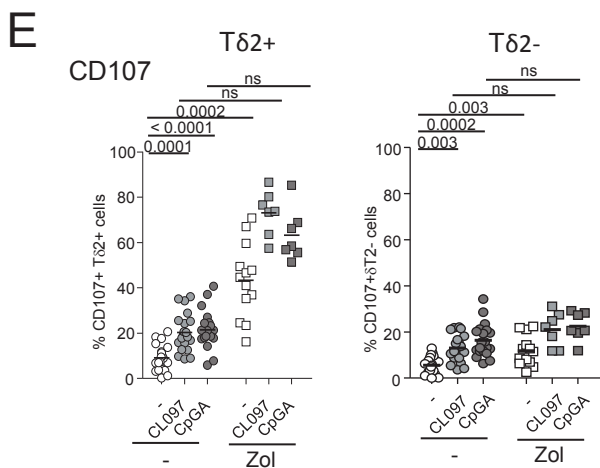 E
Tδ2+
Tδ2-
CD107
ns
ns
0.0002
< 0.0001
0.0001
ns
ns
0.003
0.0002
0.003
% CD107+ Tδ2+ cells
100
80
60
40
20
0
-
CL097
CpGA
-
CL097
CpGA
-
Zol
% CD107+δT2- cells
100
80
60
40
20
0
-
CL097
CpGA
-
CL097
CpGA
-
Zol